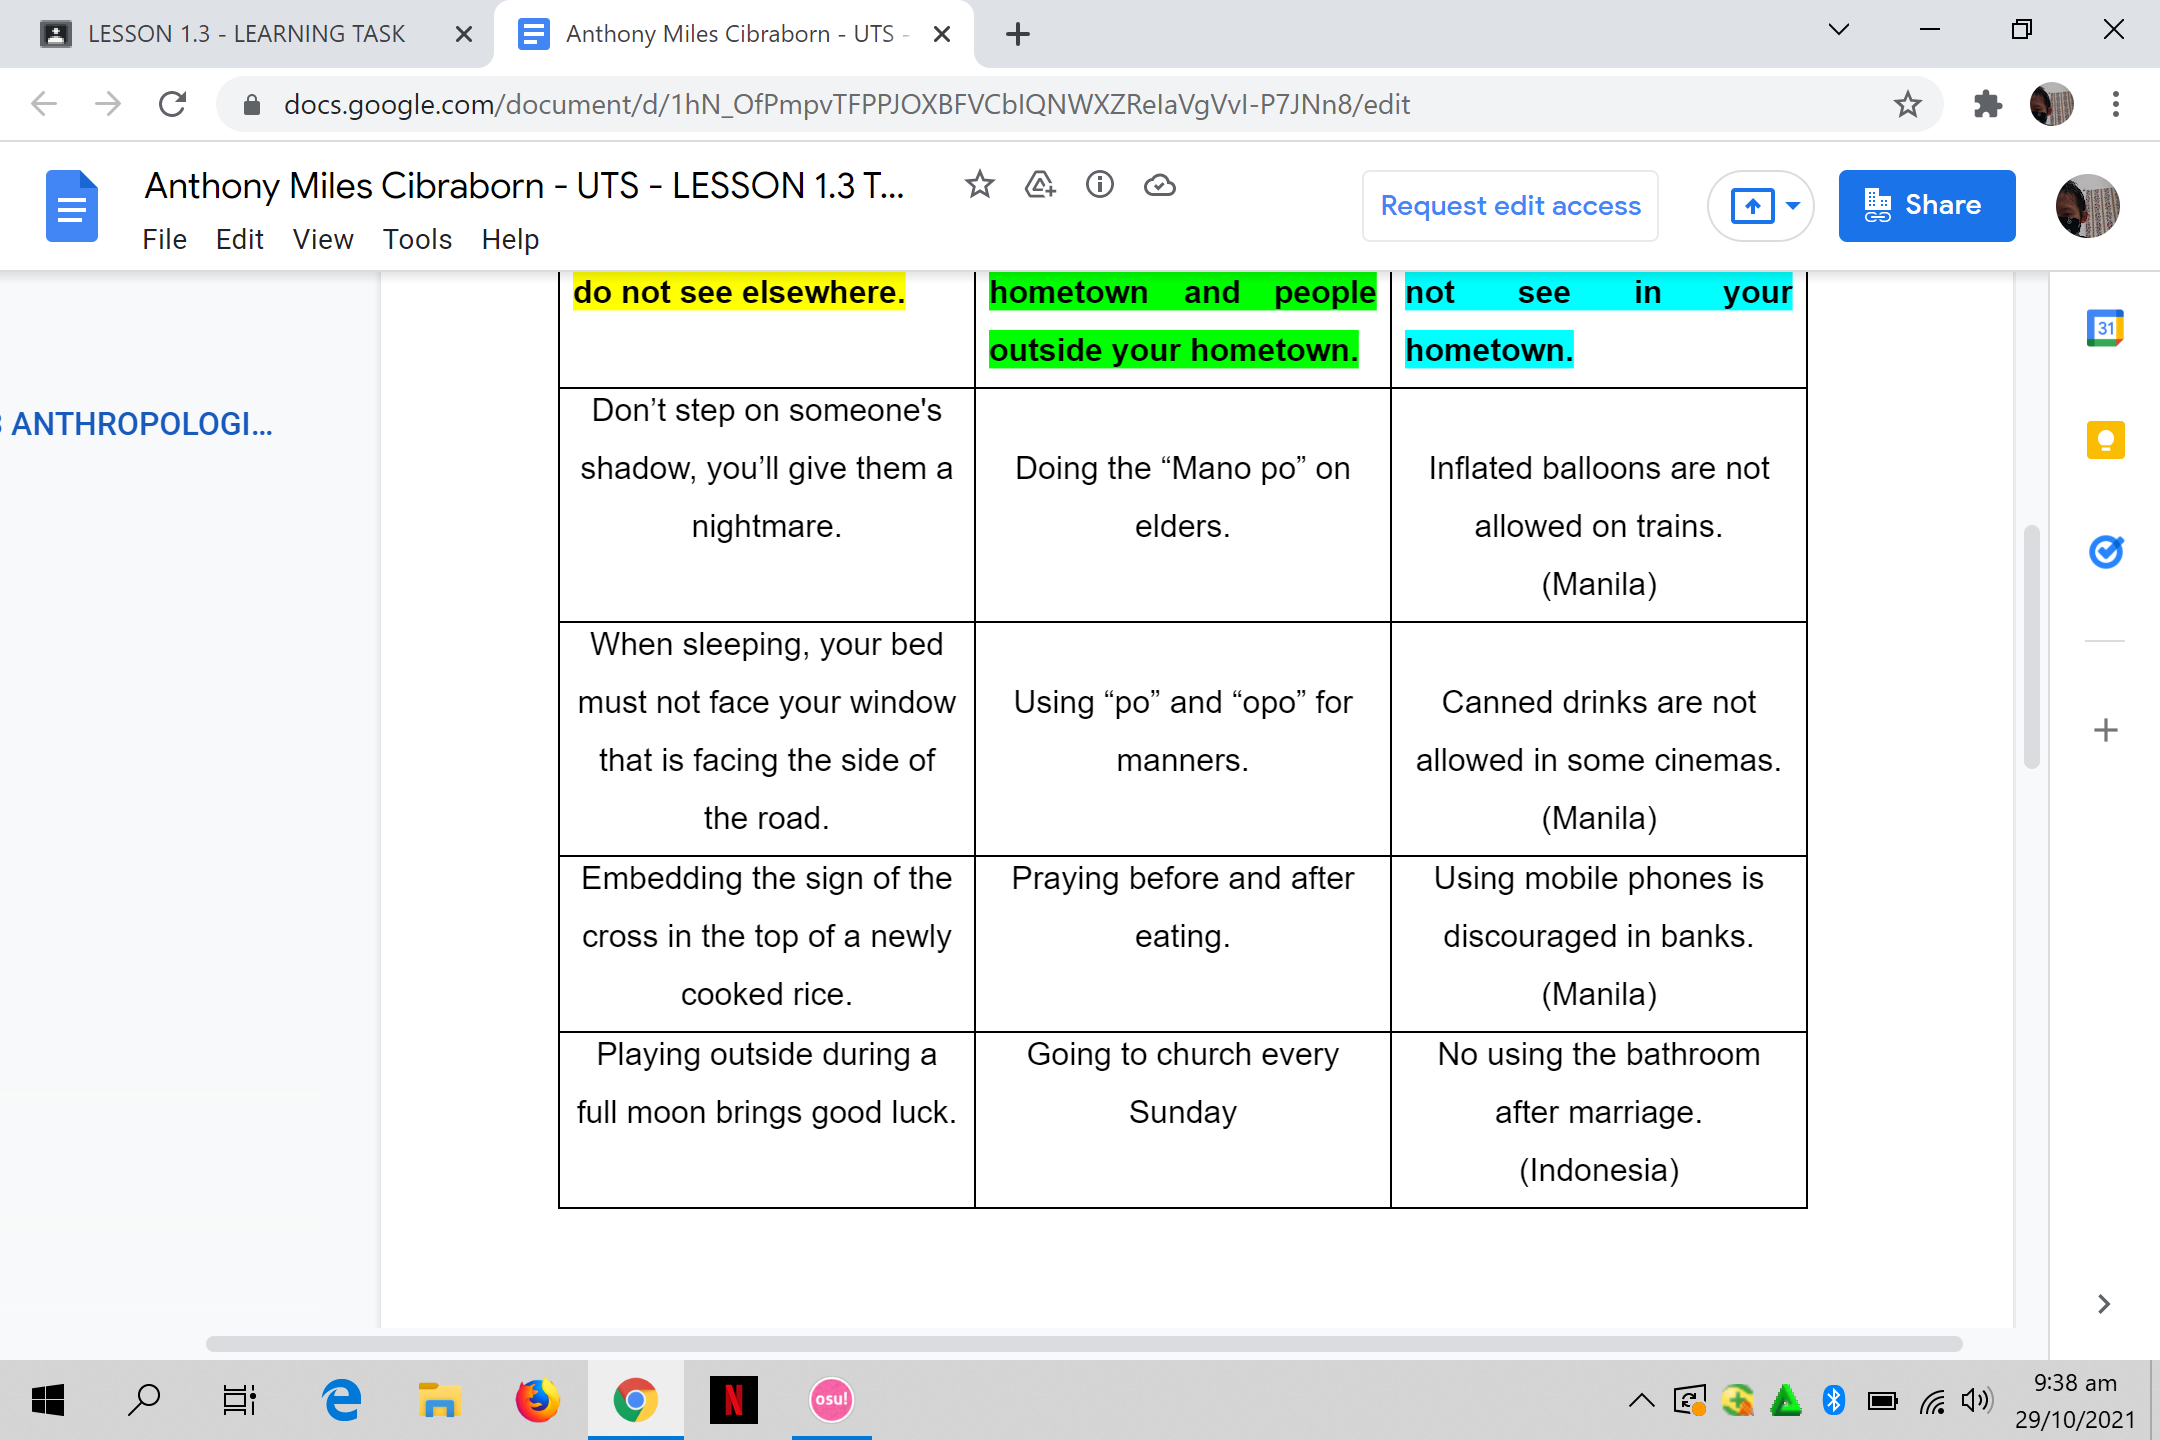 LESSON 1.3 - LEARNING TASK
Anthony Miles Cibraborn - UTS -
docs.google.com/document/d/1hN_OfPmpvTFPPJOXBFVCbIQNWXZReIaVgVvI-P7JNn8/edit
Anthony Miles Cibraborn - UTS - LESSON 1.3 T...
Request edit access
Share
File Edit View Tools Help
ANTHROPOLOGI...
do not see elsewhere.
hometown and people
outside your hometown.
not see in your
hometown.
Don’t step on someone's
shadow, you’ll give them a
nightmare.
Doing the “Mano po” on
elders.
Inflated balloons are not
allowed on trains.
(Manila)
When sleeping, your bed
must not face your window
that is facing the side of
the road.
Using “po” and “opo” for
manners.
Canned drinks are not
allowed in some cinemas.
(Manila)
Embedding the sign of the
cross in the top of a newly
cooked rice.
Praying before and after
eating.
Using mobile phones is
discouraged in banks.
(Manila)
Playing outside during a
full moon brings good luck.
Going to church every
Sunday
No using the bathroom
after marriage.
(Indonesia)
31
N
osu!
9:38 am
29/10/2021